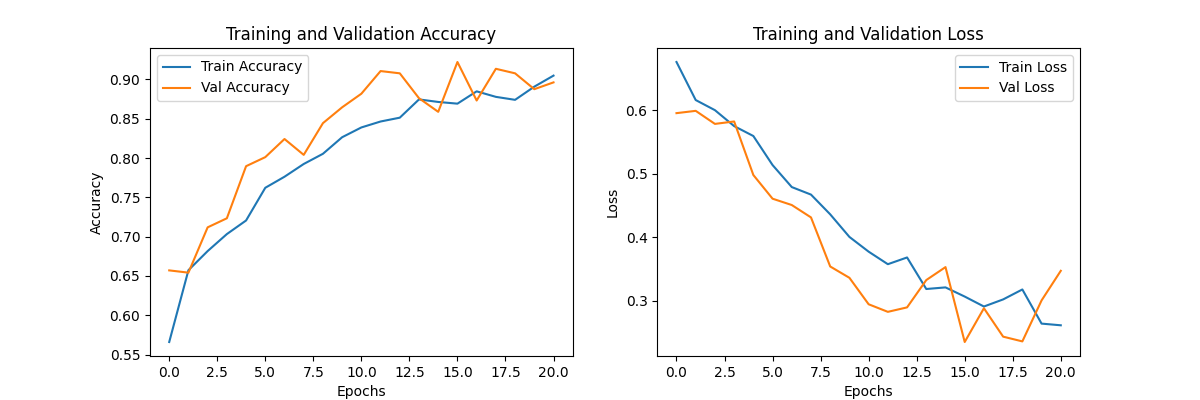 Training and Validation Accuracy
Train Accuracy
Val Accuracy
0.90
0.85
0.80
0.75
0.70
0.65
0.60
0.55
Accuracy
0.0 2.5 5.0 7.5 10.0 12.5 15.0 17.5 20.0
Epochs
Training and Validation Loss
Train Loss
Val Loss
0.6
0.5
0.4
0.3
Loss
0.0 2.5 5.0 7.5 10.0 12.5 15.0 17.5 20.0
Epochs